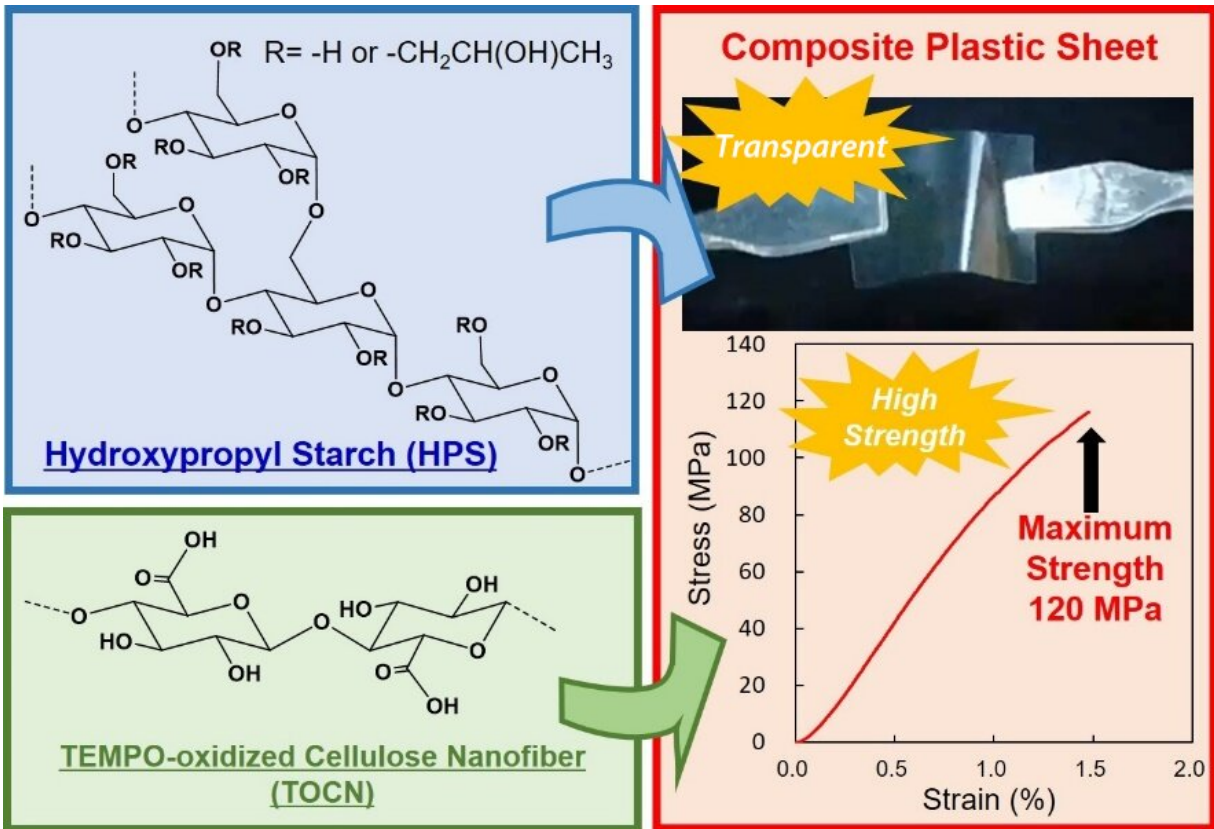 R= -H or -CH₂CH(OH)CH₃
OR
O
O
RO
OR
OR
O
O
O
RO
OR
O
O
O
RO
OR
OR
O
O
RO
OR
O
Hydroxypropyl Starch (HPS)
OH
O
O
O
HO
OH
O
OH
HO
O
O
OH
TEMPO-oxidized Cellulose Nanofiber
(TOCN)
Composite Plastic Sheet
Transparent
High
Strength
Maximum
Strength
120 MPa
Stress (MPa)
140
120
100
80
60
40
20
0
0.0 0.5 1.0 1.5 2.0
Strain (%)